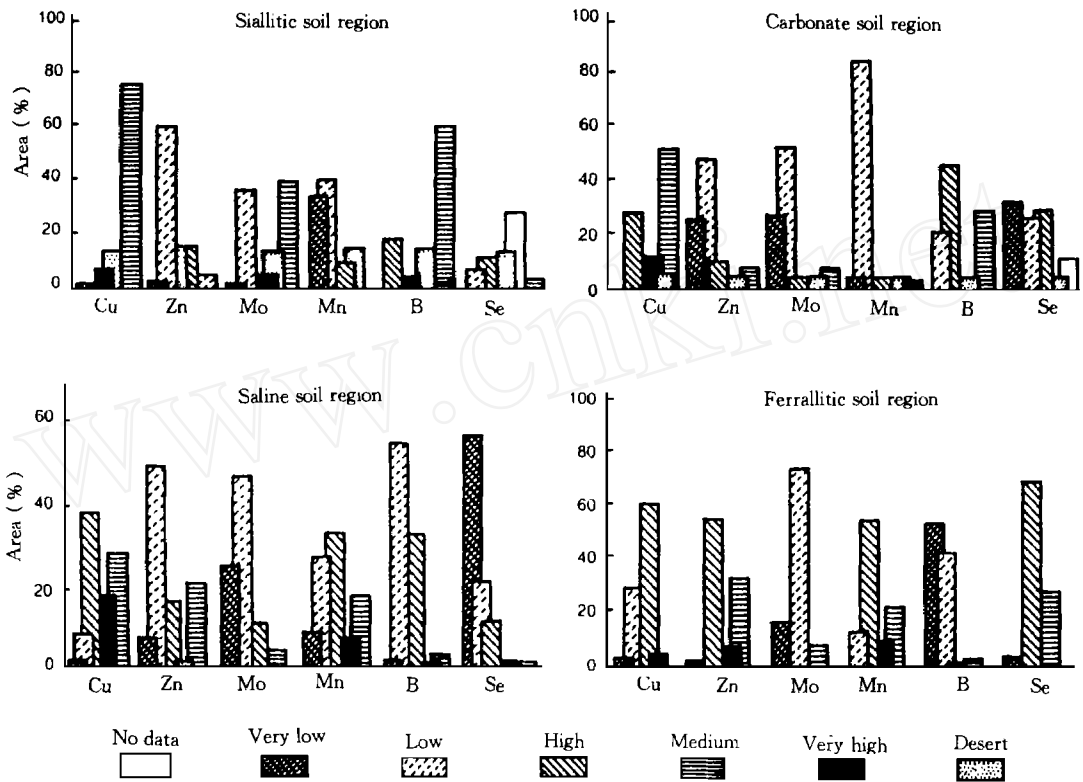 Siallitic soil region
Area (%)
100
80
60
40
20
0
Cu Zn Mo Mn B Se
Carbonate soil region
100
80
60
40
20
0
Cu Zn Mo Mn B Se
Saline soil region
Area (%)
60
40
20
0
Cu Zn Mo Mn B Se
Ferrallitic soil region
100
80
60
40
20
0
Cu Zn Mo Mn B Se
No data Very low Low High Medium Very high Desert
www.cnki.net